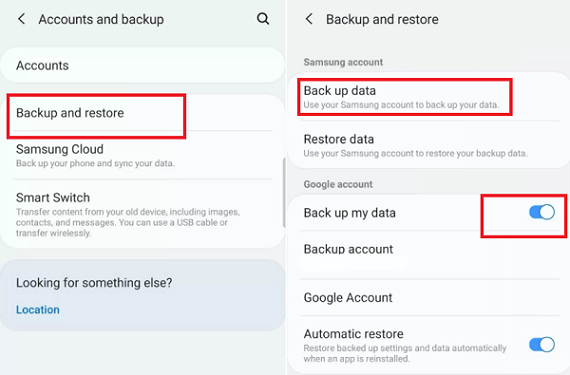 Accounts and backup
Accounts
Backup and restore
Samsung Cloud
Back up your phone and sync your data.
Smart Switch
Transfer content from your old device, including images,
contacts, and messages. You can use a USB cable or
transfer wirelessly.
Looking for something else?
Location
Backup and restore
Samsung account
Back up data
Use your Samsung account to back up your data.
Restore data
Use your Samsung account to restore your backup data.
Google account
Back up my data
Backup account
Google Account
Automatic restore
Restore backed up settings and data automatically
when an app is reinstalled.